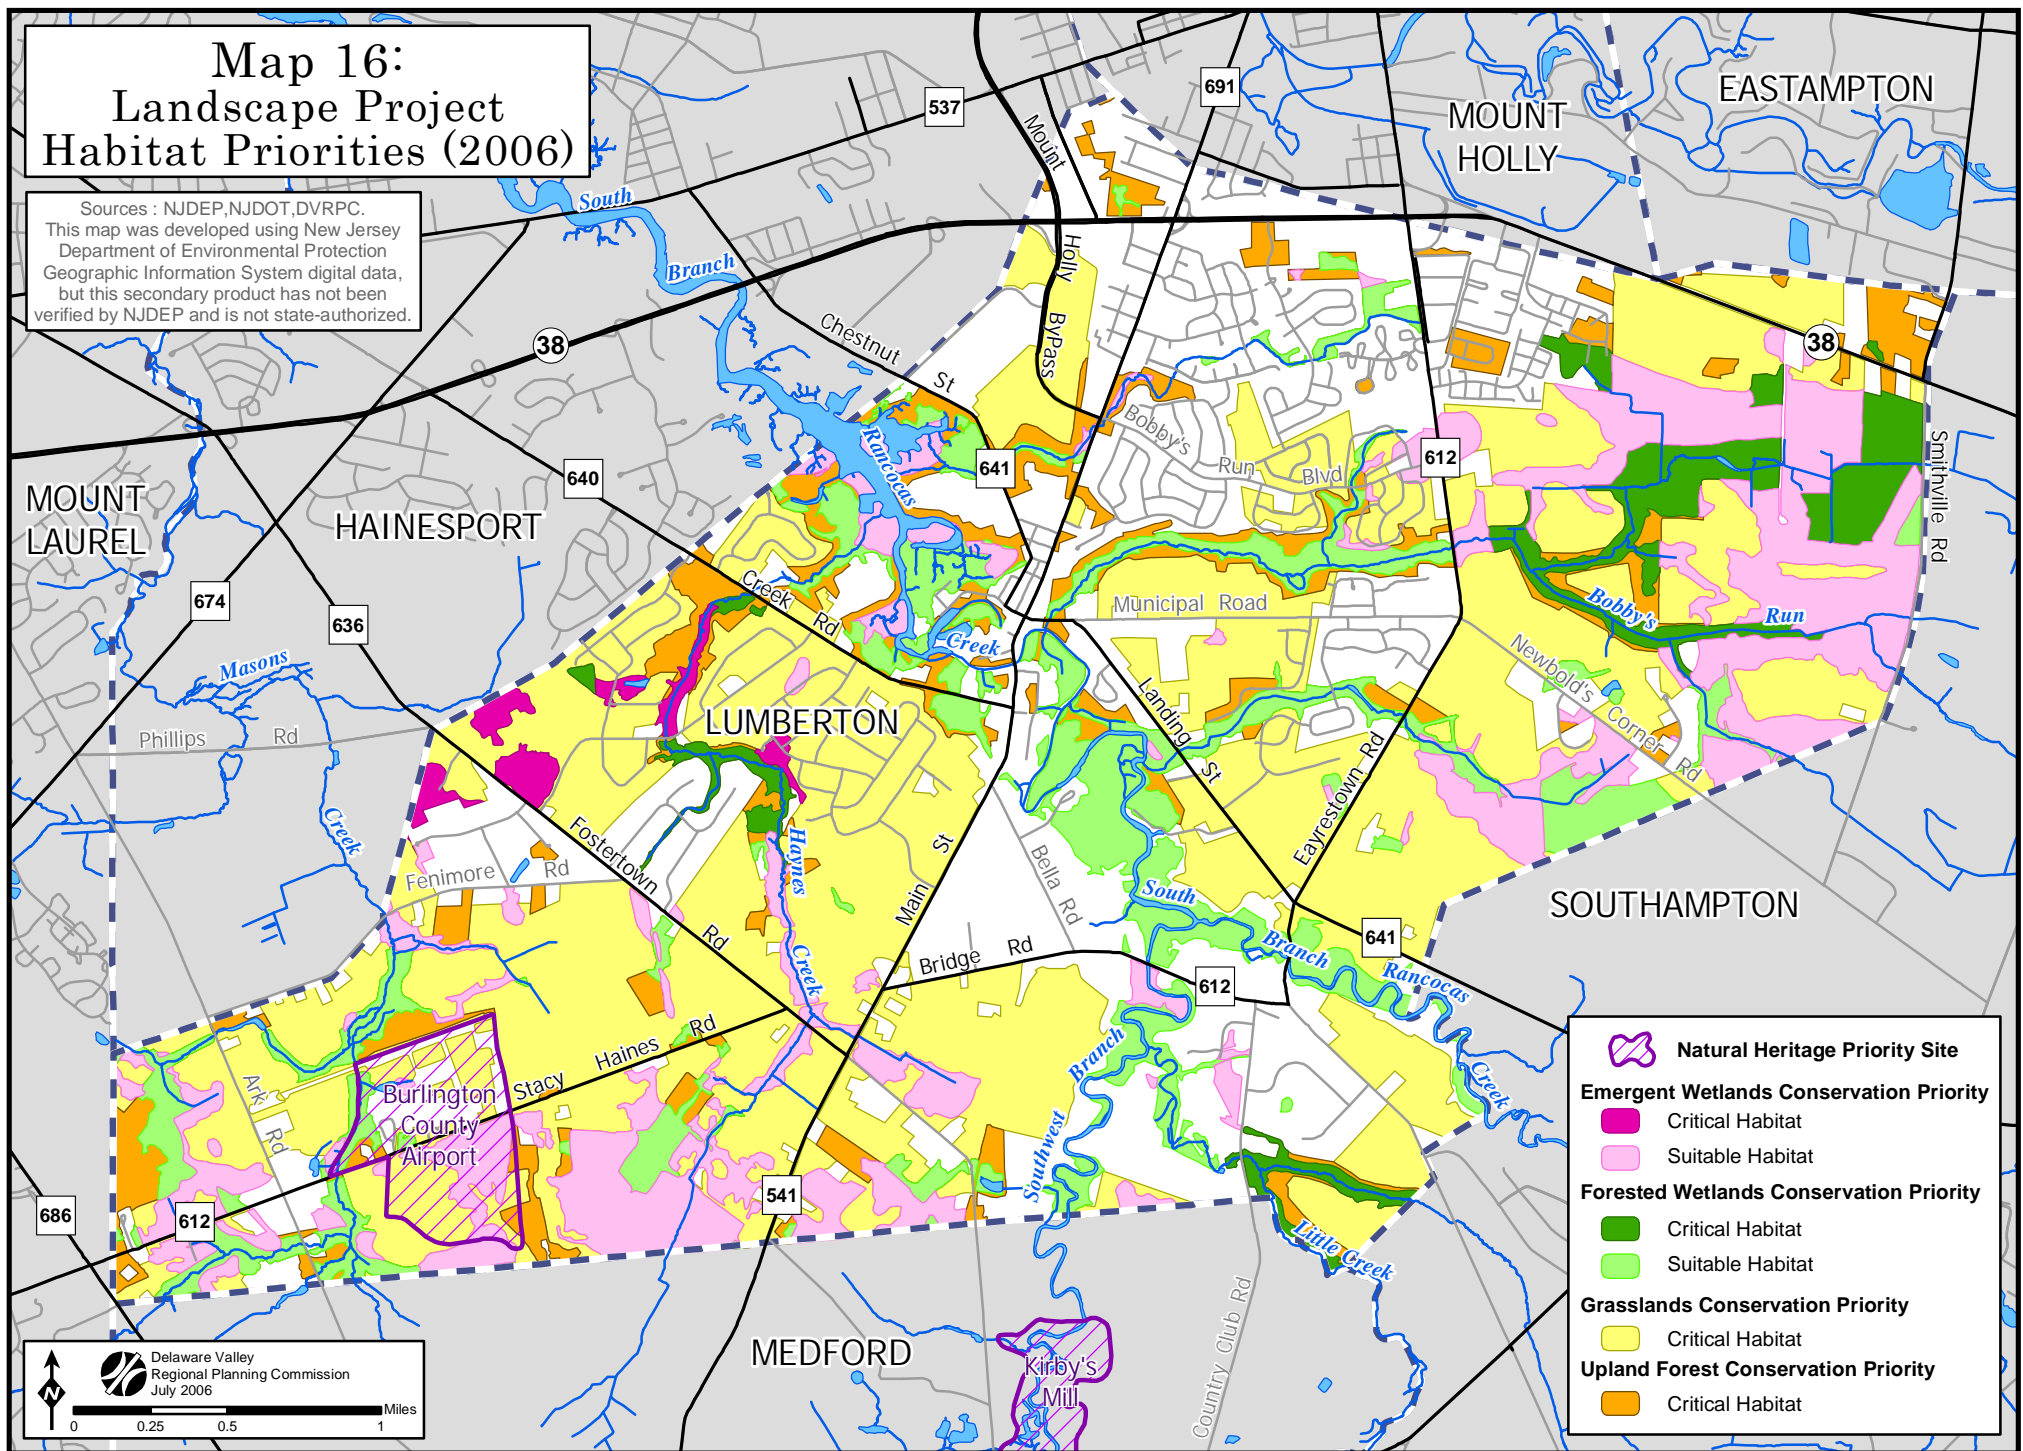 Map 16:
Landscape Project
Habitat Priorities (2006)
Sources : NJDEP,NJDOT,DVRPC.
This map was developed using New Jersey
Department of Environmental Protection
Geographic Information System digital data,
but this secondary product has not been
verified by NJDEP and is not state-authorized.
537
691
MOUNT
HOLLY
EASTAMPTON
Mount
Holly
ByPass
South
Branch
Rancocas
Creek
38
38
Chestnut
St
641
Bobby's
Run
Blvd
612
Smithville Rd
MOUNT
LAUREL
HAINESPORT
640
674
636
Creek
Rd
Municipal Road
Bobby's
Run
Newbold's
Corner
Rd
Masons
Creek
Phillips
Rd
LUMBERTON
Landing
St
Eayrestown Rd
Fostertown
Rd
Fenimore
Rd
Haynes
Creek
Main
St
Bella Rd
Bridge
Rd
South
Branch
Rancocas
Creek
641
612
SOUTHAMPTON
Stacy
Haines
Rd
Ark
Rd
Burlington
County
Airport
Southwest
Branch
686
612
541
Little Creek
MEDFORD
Kirby's
Mill
Country Club Rd
Natural Heritage Priority Site
Emergent Wetlands Conservation Priority
Critical Habitat
Suitable Habitat
Forested Wetlands Conservation Priority
Critical Habitat
Suitable Habitat
Grasslands Conservation Priority
Critical Habitat
Upland Forest Conservation Priority
Critical Habitat
N
Delaware Valley
Regional Planning Commission
July 2006
Miles
0
0.25
0.5
1